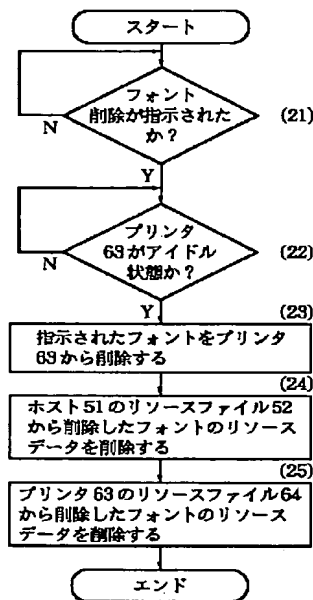 スタート
フォント
削除が指示された
か?
N
(21)
Y
プリンタ
63がアイドル
状態か?
N
(22)
Y
(23)
指示されたフォントをプリンタ
63から削除する
(24)
ホスト51のリソースファイル52
から削除したフォントのリソース
データを削除する
(25)
プリンタ63のリソースファイル64
から削除したフォントのリソース
データを削除する
エンド